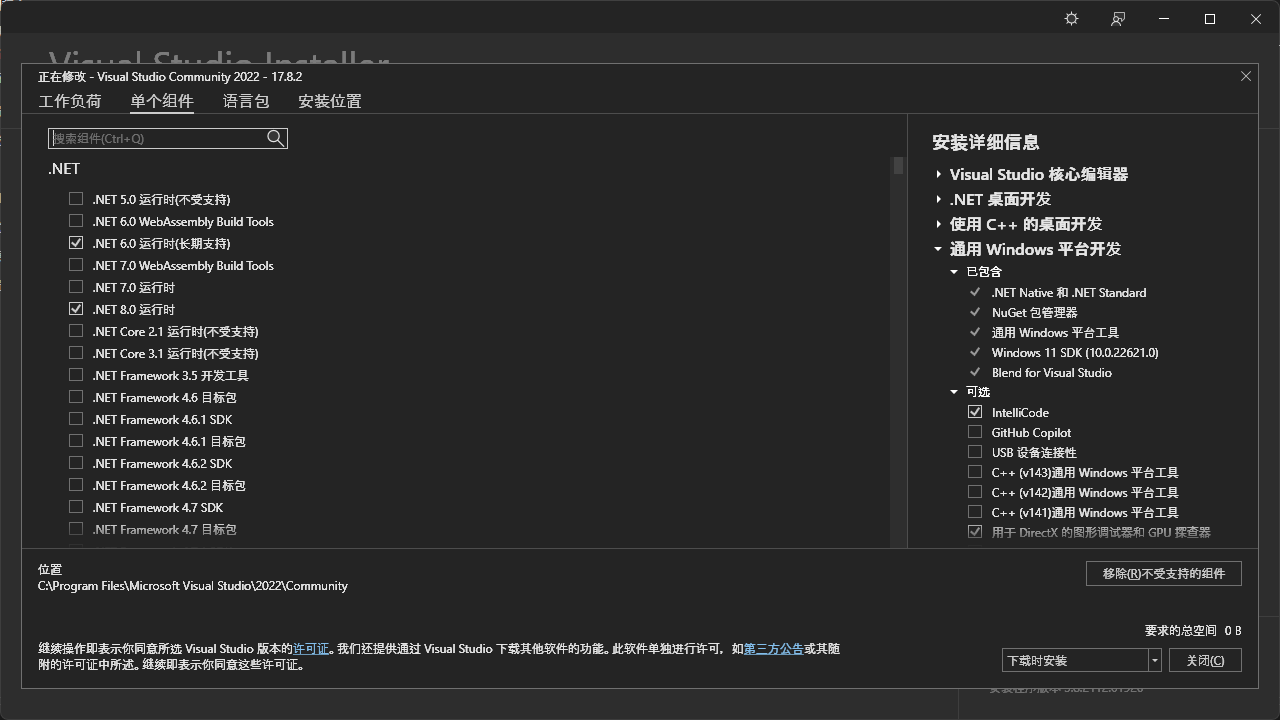 Visual Studio Installer
正在修改 - Visual Studio Community 2022 - 17.8.2
工作负荷 单个组件 语言包 安装位置
搜索组件(Ctrl+Q)
.NET
.NET 5.0 运行时(不受支持)
.NET 6.0 WebAssembly Build Tools
.NET 6.0 运行时(长期支持)
.NET 7.0 WebAssembly Build Tools
.NET 7.0 运行时
.NET 8.0 运行时
.NET Core 2.1 运行时(不受支持)
.NET Core 3.1 运行时(不受支持)
.NET Framework 3.5 开发工具
.NET Framework 4.6 目标包
.NET Framework 4.6.1 SDK
.NET Framework 4.6.1 目标包
.NET Framework 4.6.2 SDK
.NET Framework 4.6.2 目标包
.NET Framework 4.7 SDK
.NET Framework 4.7 目标包
安装详细信息
Visual Studio 核心编辑器
.NET 桌面开发
使用 C++ 的桌面开发
通用 Windows 平台开发
已包含
.NET Native 和 .NET Standard
NuGet 包管理器
通用 Windows 平台工具
Windows 11 SDK (10.0.22621.0)
Blend for Visual Studio
可选
IntelliCode
GitHub Copilot
USB 设备连接性
C++ (v143)通用 Windows 平台工具
C++ (v142)通用 Windows 平台工具
C++ (v141)通用 Windows 平台工具
用于 DirectX 的图形调试器和 GPU 探查器
位置
C:\Program Files\Microsoft Visual Studio\2022\Community
移除(R)不受支持的组件
要求的总空间 0 B
继续操作即表示你同意所选 Visual Studio 版本的许可证。我们还提供通过 Visual Studio 下载其他软件的功能。此软件单独进行许可，如第三方公告或其随
附的许可证中所述。继续即表示你同意这些许可证。
下载时安装
关闭(C)